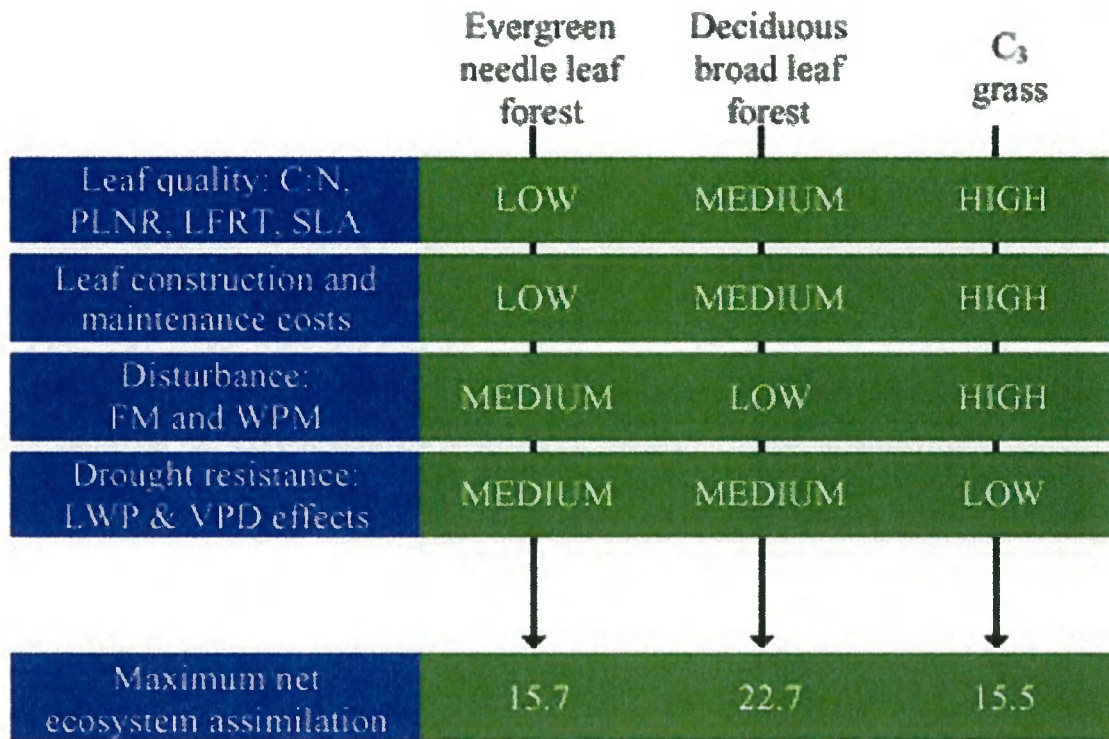 Evergreen
needle leaf
forest
Deciduous
broad leaf
forest
C₃
grass
Leaf quality: C:N,
PLNR, LFRT, SLA
LOW MEDIUM HIGH
Leaf construction and
maintenance costs
LOW MEDIUM HIGH
Disturbance:
FM and WPM
MEDIUM LOW HIGH
Drought resistance:
LWP & VPD effects
MEDIUM MEDIUM LOW
Maximum net
ecosystem assimilation
15.7 22.7 15.5